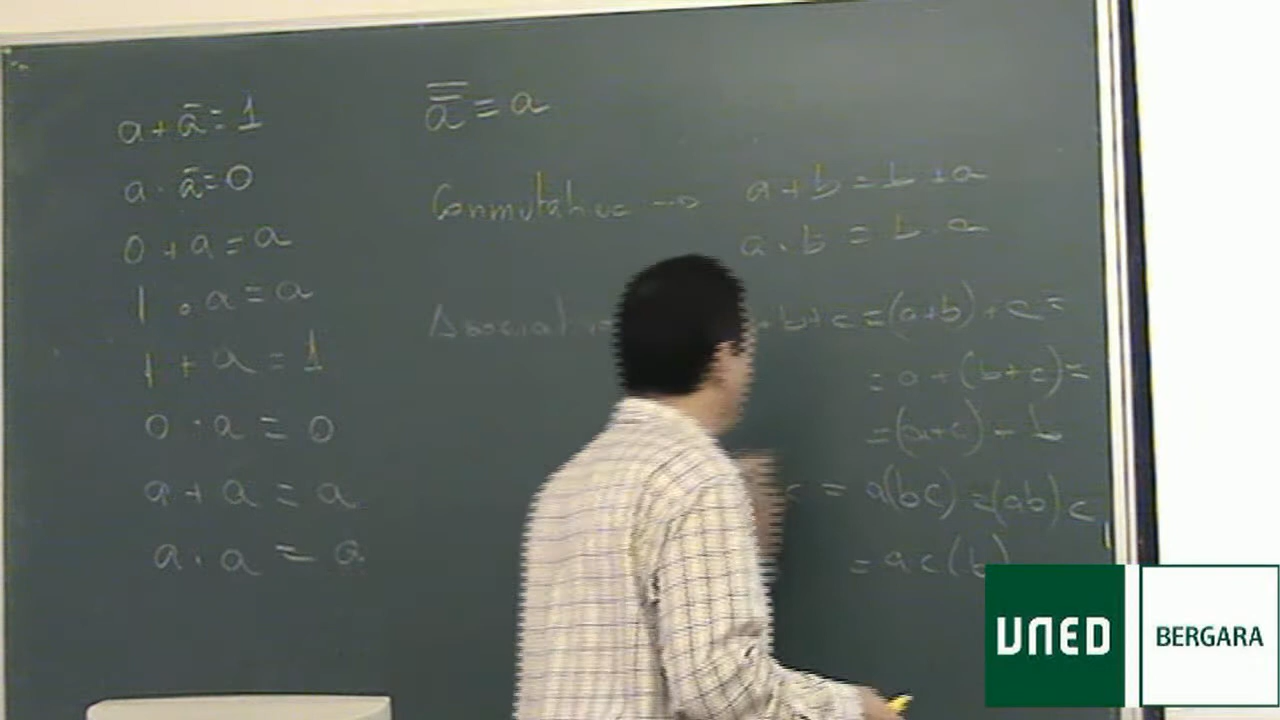 a + ā = 1
a · ā = 0
0 + a = a
1 · a = a
1 + a = 1
0 · a = 0
a + a = a
a · a = a
a̿ = a
Conmutativa → a + b = b + a
a · b = b · a
+ b + c = (a+b) + c =
= a + (b+c) =
= (a+c) + b
c = a(bc) = (ab) c
= ac(b)
UNED
BERGARA